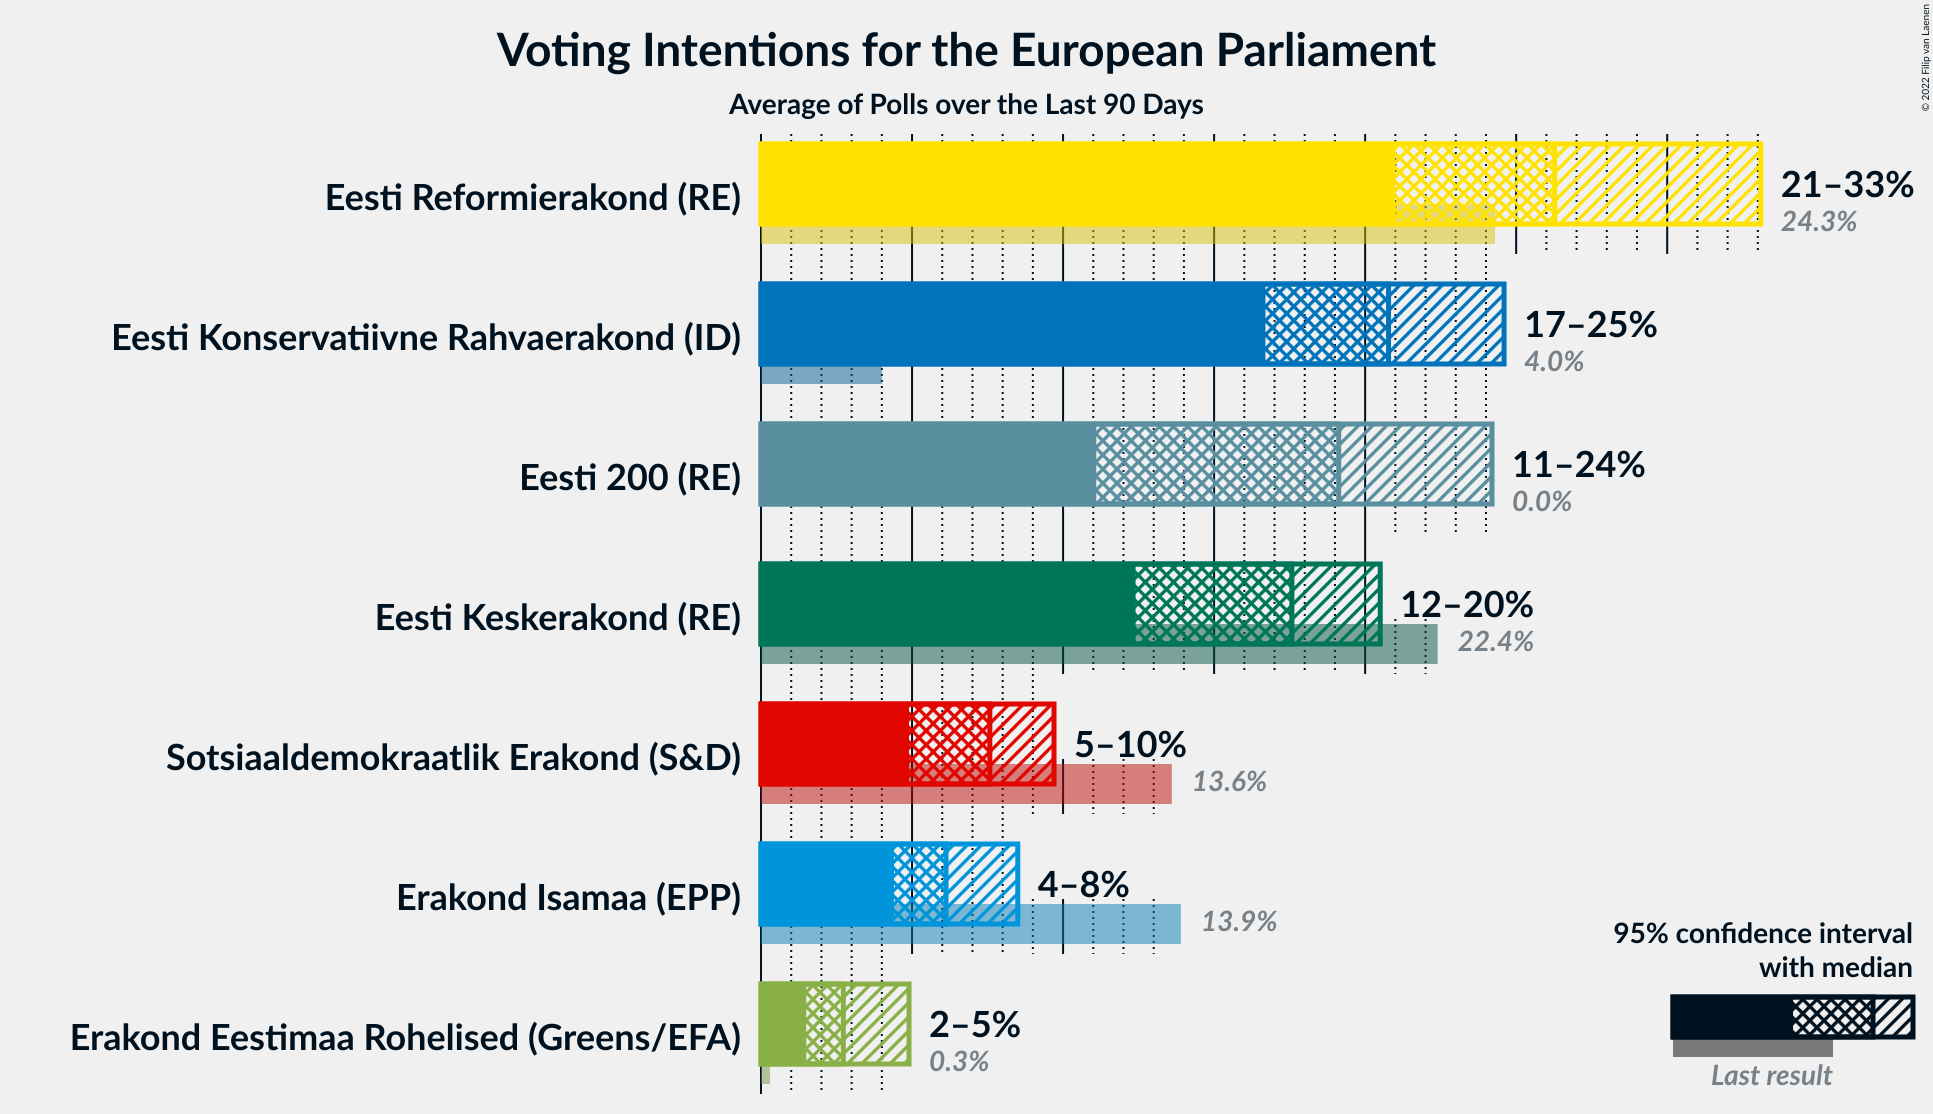 Voting Intentions for the European Parliament
Average of Polls over the Last 90 Days
© 2022 Filip van Laenen
Eesti Reformierakond (RE)
21–33%
24.3%
Eesti Konservatiivne Rahvaerakond (ID)
17–25%
4.0%
Eesti 200 (RE)
11–24%
0.0%
Eesti Keskerakond (RE)
12–20%
22.4%
Sotsiaaldemokraatlik Erakond (S&D)
5–10%
13.6%
Erakond Isamaa (EPP)
4–8%
13.9%
Erakond Eestimaa Rohelised (Greens/EFA)
2–5%
0.3%
95% confidence interval
with median
Last result